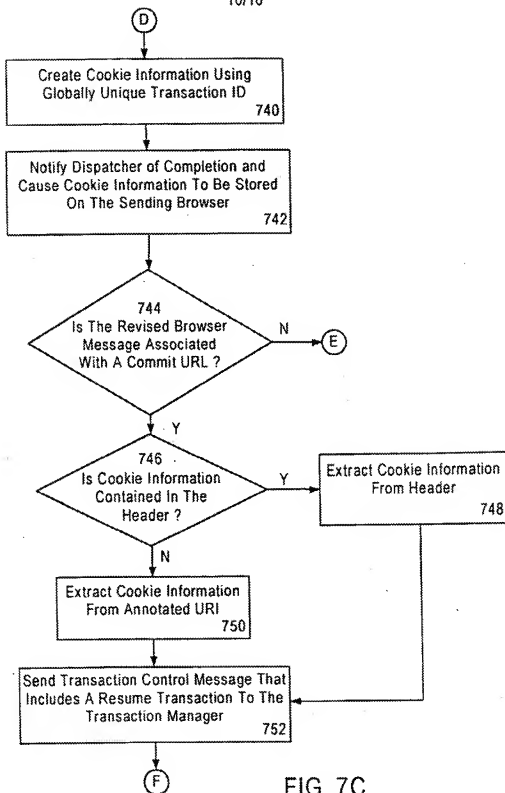 10/10
D
Create Cookie Information Using
Globally Unique Transaction ID
740
Notify Dispatcher of Completion and
Cause Cookie Information To Be Stored
On The Sending Browser
742
744
Is The Revised Browser
Message Associated
With A Commit URL ?
N
E
Y
746
Is Cookie Information
Contained In The
Header ?
Y
Extract Cookie Information
From Header
748
N
Extract Cookie Information
From Annotated URI
750
Send Transaction Control Message That
Includes A Resume Transaction To The
Transaction Manager
752
F
FIG. 7C